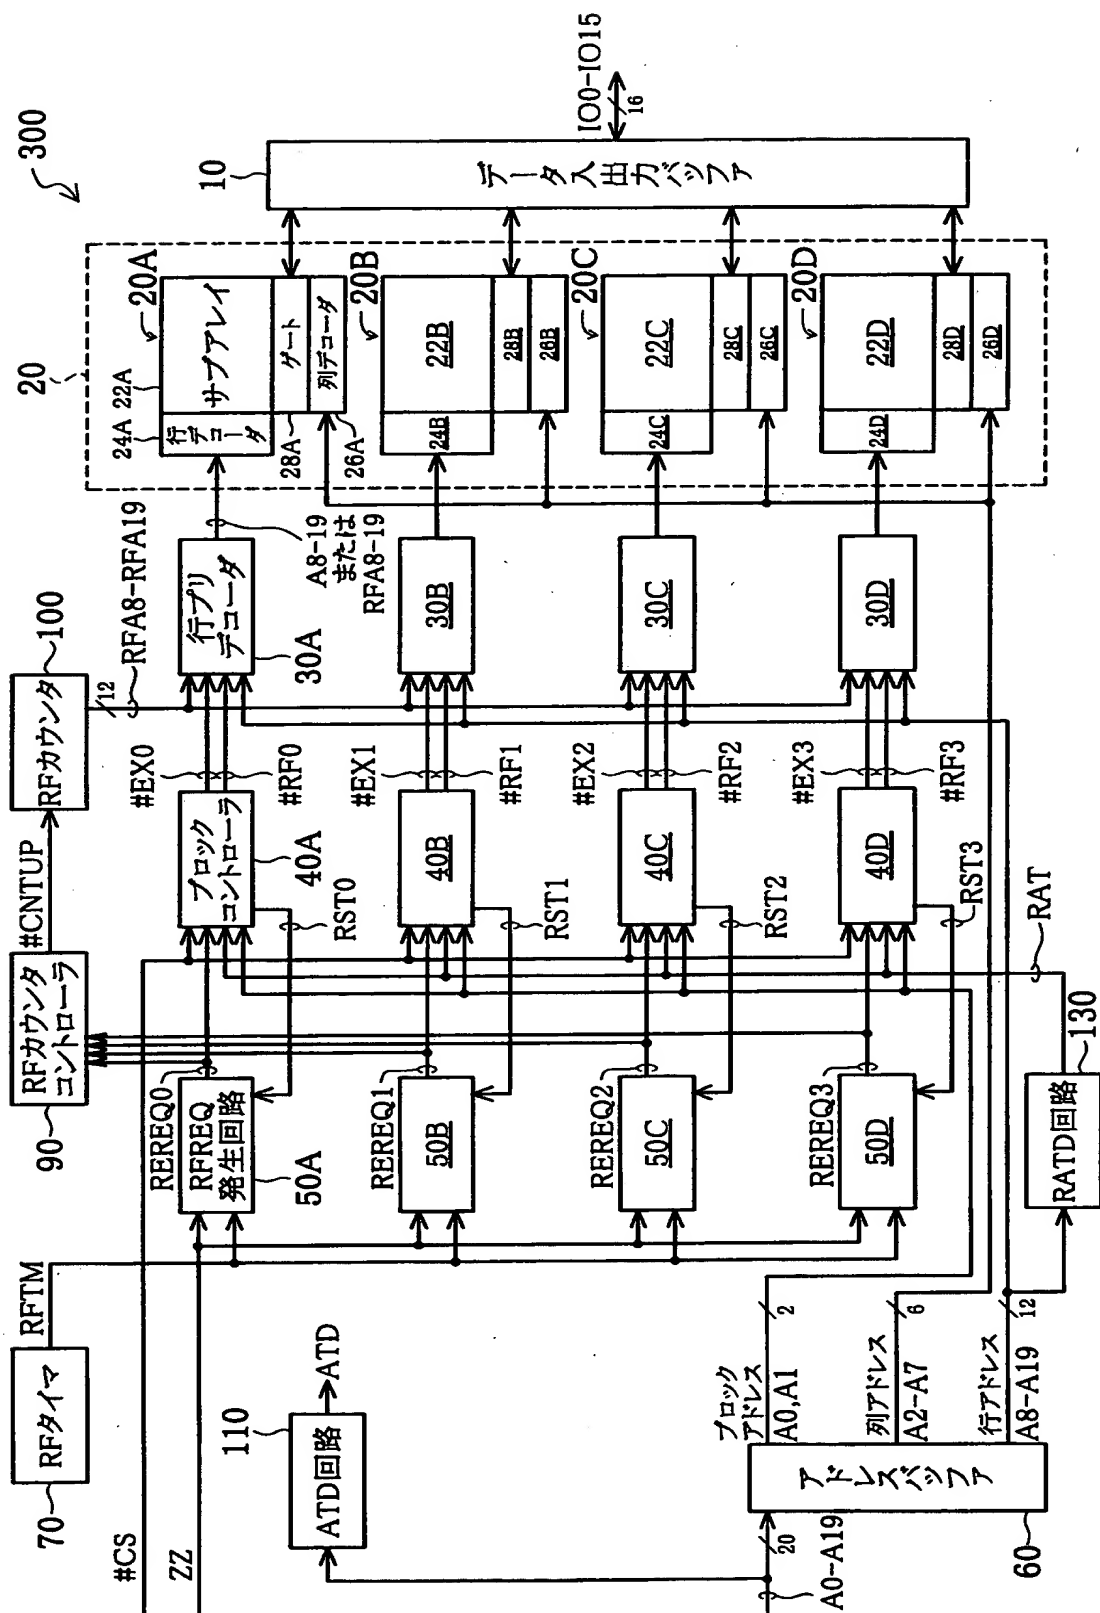 300
#CS
ZZ
70
RFタイマ
RFTM
90
RFカウンタ
コントローラ
#CNTUP
100
RFカウンタ
12
RFA8-RFA19
20
10
データ入出力バッファ
IO0-IO15
16
REREQ0
RFREQ
発生回路
50A
ブロック
コントローラ
40A
RST0
#EX0
#RF0
行プリ
デコーダ
30A
A8-19
または
RFA8-19
24A
行
デコーダ
22A
サブアレイ
20A
28A
ゲート
26A
列デコーダ
REREQ1
50B
40B
RST1
#EX1
#RF1
30B
24B
22B
20B
28B
26B
REREQ2
50C
40C
RST2
#EX2
#RF2
30C
24C
22C
20C
28C
26C
REREQ3
50D
40D
RST3
#EX3
#RF3
30D
24D
22D
20D
28D
26D
110
ATD回路
ATD
A0-A19
20
60
アドレスバッファ
ブロック
アドレス
A0,A1
2
列アドレス
A2-A7
6
行アドレス
A8-A19
12
RATD回路
130
RAT